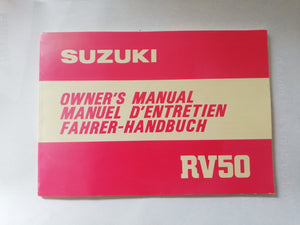 SUZUKI
OWNER'S MANUAL
MANUEL D'ENTRETIEN
FAHRER-HANDBUCH
RV50